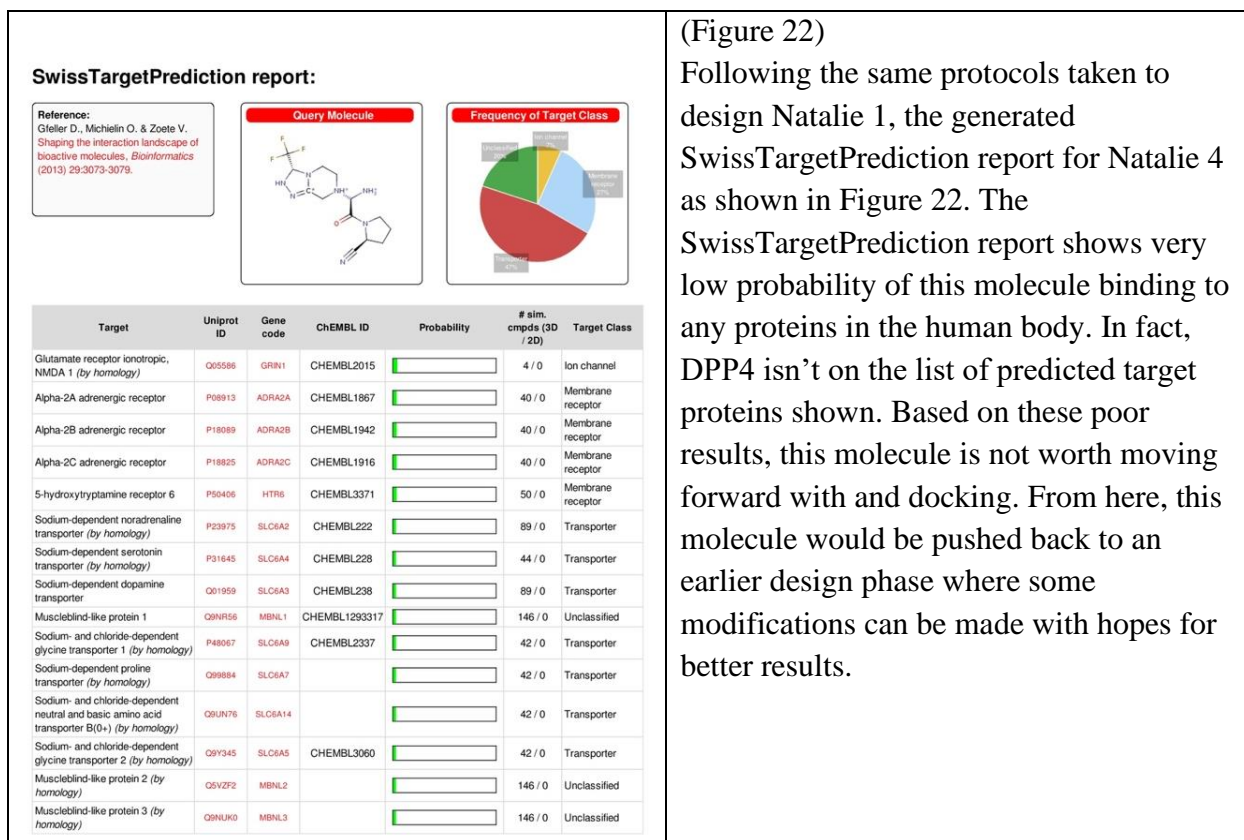 SwissTargetPrediction report:
Reference:
Gfeller D., Michielin O. & Zoete V.
Shaping the interaction landscape of
bioactive molecules, Bioinformatics
(2013) 29:3073-3079.
Query Molecule
F
F
F
N
HN
N
C+
NH+
NH2
O
N
N
Frequency of Target Class
Ion channel
7%
Unclassified
20%
Membrane
receptor
27%
Transporter
47%
Target Uniprot ID Gene code ChEMBL ID Probability # sim. cmpds (3D / 2D) Target Class
Glutamate receptor ionotropic, NMDA 1 (by homology) Q05586 GRIN1 CHEMBL2015 4 / 0 Ion channel
Alpha-2A adrenergic receptor P08913 ADRA2A CHEMBL1867 40 / 0 Membrane receptor
Alpha-2B adrenergic receptor P18089 ADRA2B CHEMBL1942 40 / 0 Membrane receptor
Alpha-2C adrenergic receptor P18825 ADRA2C CHEMBL1916 40 / 0 Membrane receptor
5-hydroxytryptamine receptor 6 P50406 HTR6 CHEMBL3371 50 / 0 Membrane receptor
Sodium-dependent noradrenaline transporter (by homology) P23975 SLC6A2 CHEMBL222 89 / 0 Transporter
Sodium-dependent serotonin transporter (by homology) P31645 SLC6A4 CHEMBL228 44 / 0 Transporter
Sodium-dependent dopamine transporter Q01959 SLC6A3 CHEMBL238 89 / 0 Transporter
Muscleblind-like protein 1 Q9NR56 MBNL1 CHEMBL1293317 146 / 0 Unclassified
Sodium- and chloride-dependent glycine transporter 1 (by homology) P48067 SLC6A9 CHEMBL2337 42 / 0 Transporter
Sodium-dependent proline transporter (by homology) Q99884 SLC6A7 42 / 0 Transporter
Sodium- and chloride-dependent neutral and basic amino acid transporter B(0+) (by homology) Q9UN76 SLC6A14 42 / 0 Transporter
Sodium- and chloride-dependent glycine transporter 2 (by homology) Q9Y345 SLC6A5 CHEMBL3060 42 / 0 Transporter
Muscleblind-like protein 2 (by homology) Q5VZF2 MBNL2 146 / 0 Unclassified
Muscleblind-like protein 3 (by homology) Q9NUK0 MBNL3 146 / 0 Unclassified
(Figure 22)
Following the same protocols taken to
design Natalie 1, the generated
SwissTargetPrediction report for Natalie 4
as shown in Figure 22. The
SwissTargetPrediction report shows very
low probability of this molecule binding to
any proteins in the human body. In fact,
DPP4 isn’t on the list of predicted target
proteins shown. Based on these poor
results, this molecule is not worth moving
forward with and docking. From here, this
molecule would be pushed back to an
earlier design phase where some
modifications can be made with hopes for
better results.